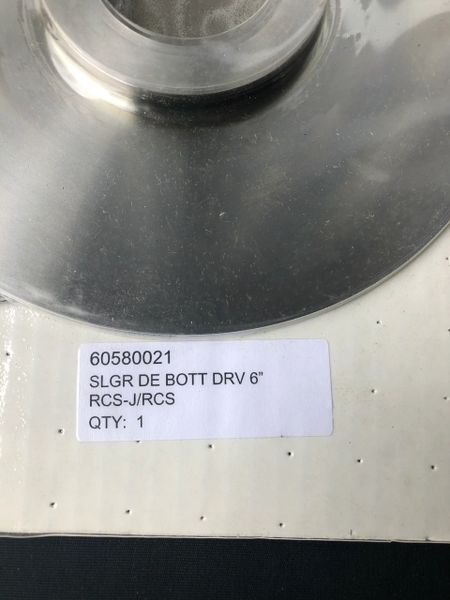 60580021
SLGR DE BOTT DRV 6"
RCS-J/RCS
QTY: 1